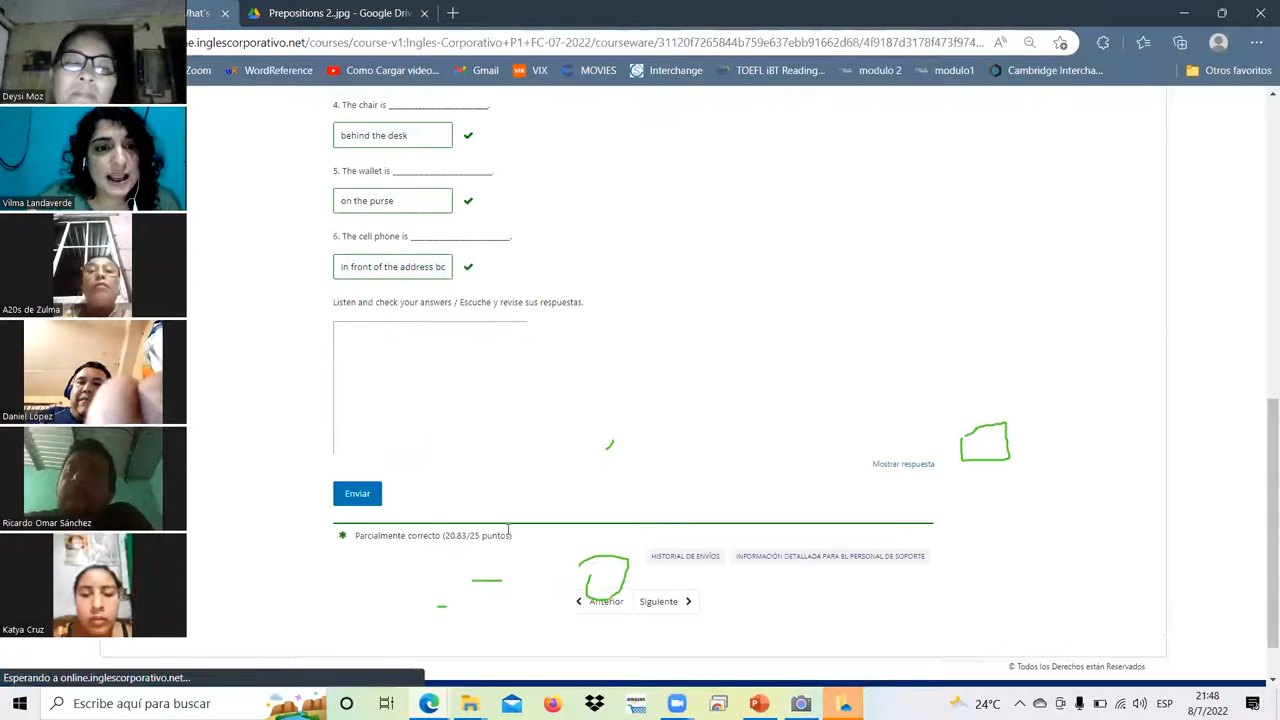 hat's
Prepositions 2.jpg - Google Driv
e.inglescorporativo.net/courses/course-v1:Ingles-Corporativo+P1+FC-07-2022/courseware/31120f7265844b759e637ebb91662d68/4f9187d3178f473f974...
Zoom
WordReference
Como Cargar video...
Gmail
VIX
MOVIES
Interchange
TOEFL iBT Reading...
modulo 2
modulo1
Cambridge Intercha...
Otros favoritos
Deysi Moz
Vilma Landaverde
A20s de Zulma
Daniel López
Ricardo Omar Sánchez
Katya Cruz
4. The chair is ____________________.
behind the desk
5. The wallet is ____________________.
on the purse
6. The cell phone is ____________________.
in front of the address bc
Listen and check your answers / Escuche y revise sus respuestas.
Mostrar respuesta
Enviar
Parcialmente correcto (20.83/25 puntos)
HISTORIAL DE ENVÍOS
INFORMACIÓN DETALLADA PARA EL PERSONAL DE SOPORTE
Anterior
Siguiente
© Todos los Derechos están Reservados
Esperando a online.inglescorporativo.net...
Escribe aquí para buscar
amazon
24°C
ESP
21:48
8/7/2022